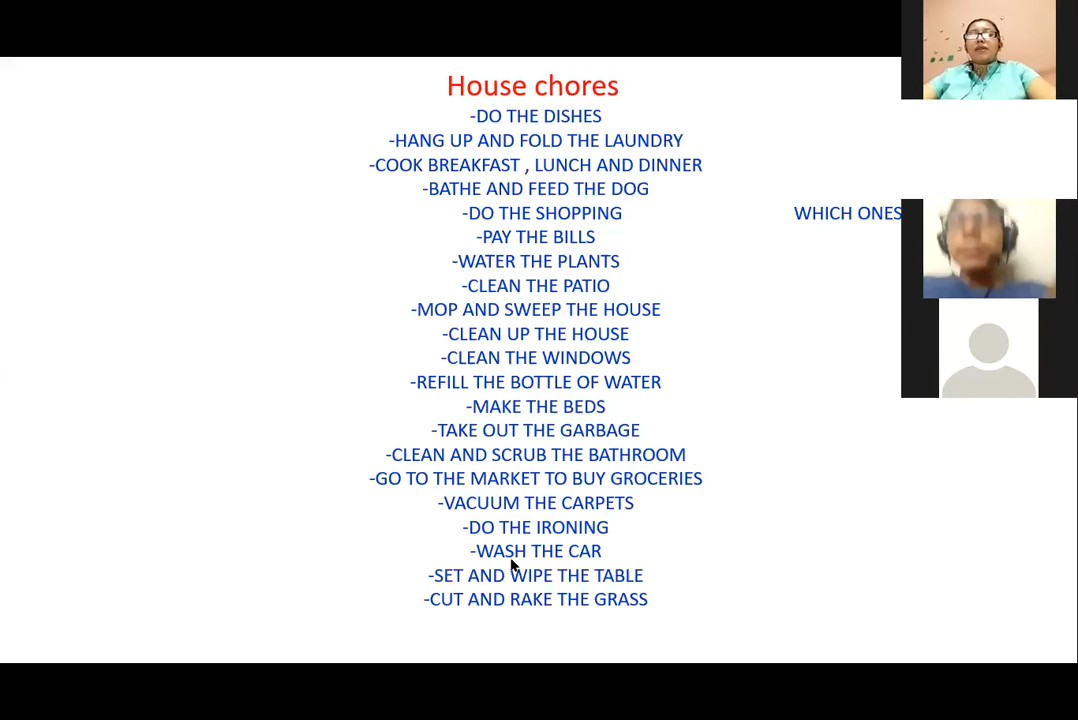 House chores
-DO THE DISHES
-HANG UP AND FOLD THE LAUNDRY
-COOK BREAKFAST , LUNCH AND DINNER
-BATHE AND FEED THE DOG
-DO THE SHOPPING
WHICH ONES
-PAY THE BILLS
-WATER THE PLANTS
-CLEAN THE PATIO
-MOP AND SWEEP THE HOUSE
-CLEAN UP THE HOUSE
-CLEAN THE WINDOWS
-REFILL THE BOTTLE OF WATER
-MAKE THE BEDS
-TAKE OUT THE GARBAGE
-CLEAN AND SCRUB THE BATHROOM
-GO TO THE MARKET TO BUY GROCERIES
-VACUUM THE CARPETS
-DO THE IRONING
-WASH THE CAR
-SET AND WIPE THE TABLE
-CUT AND RAKE THE GRASS